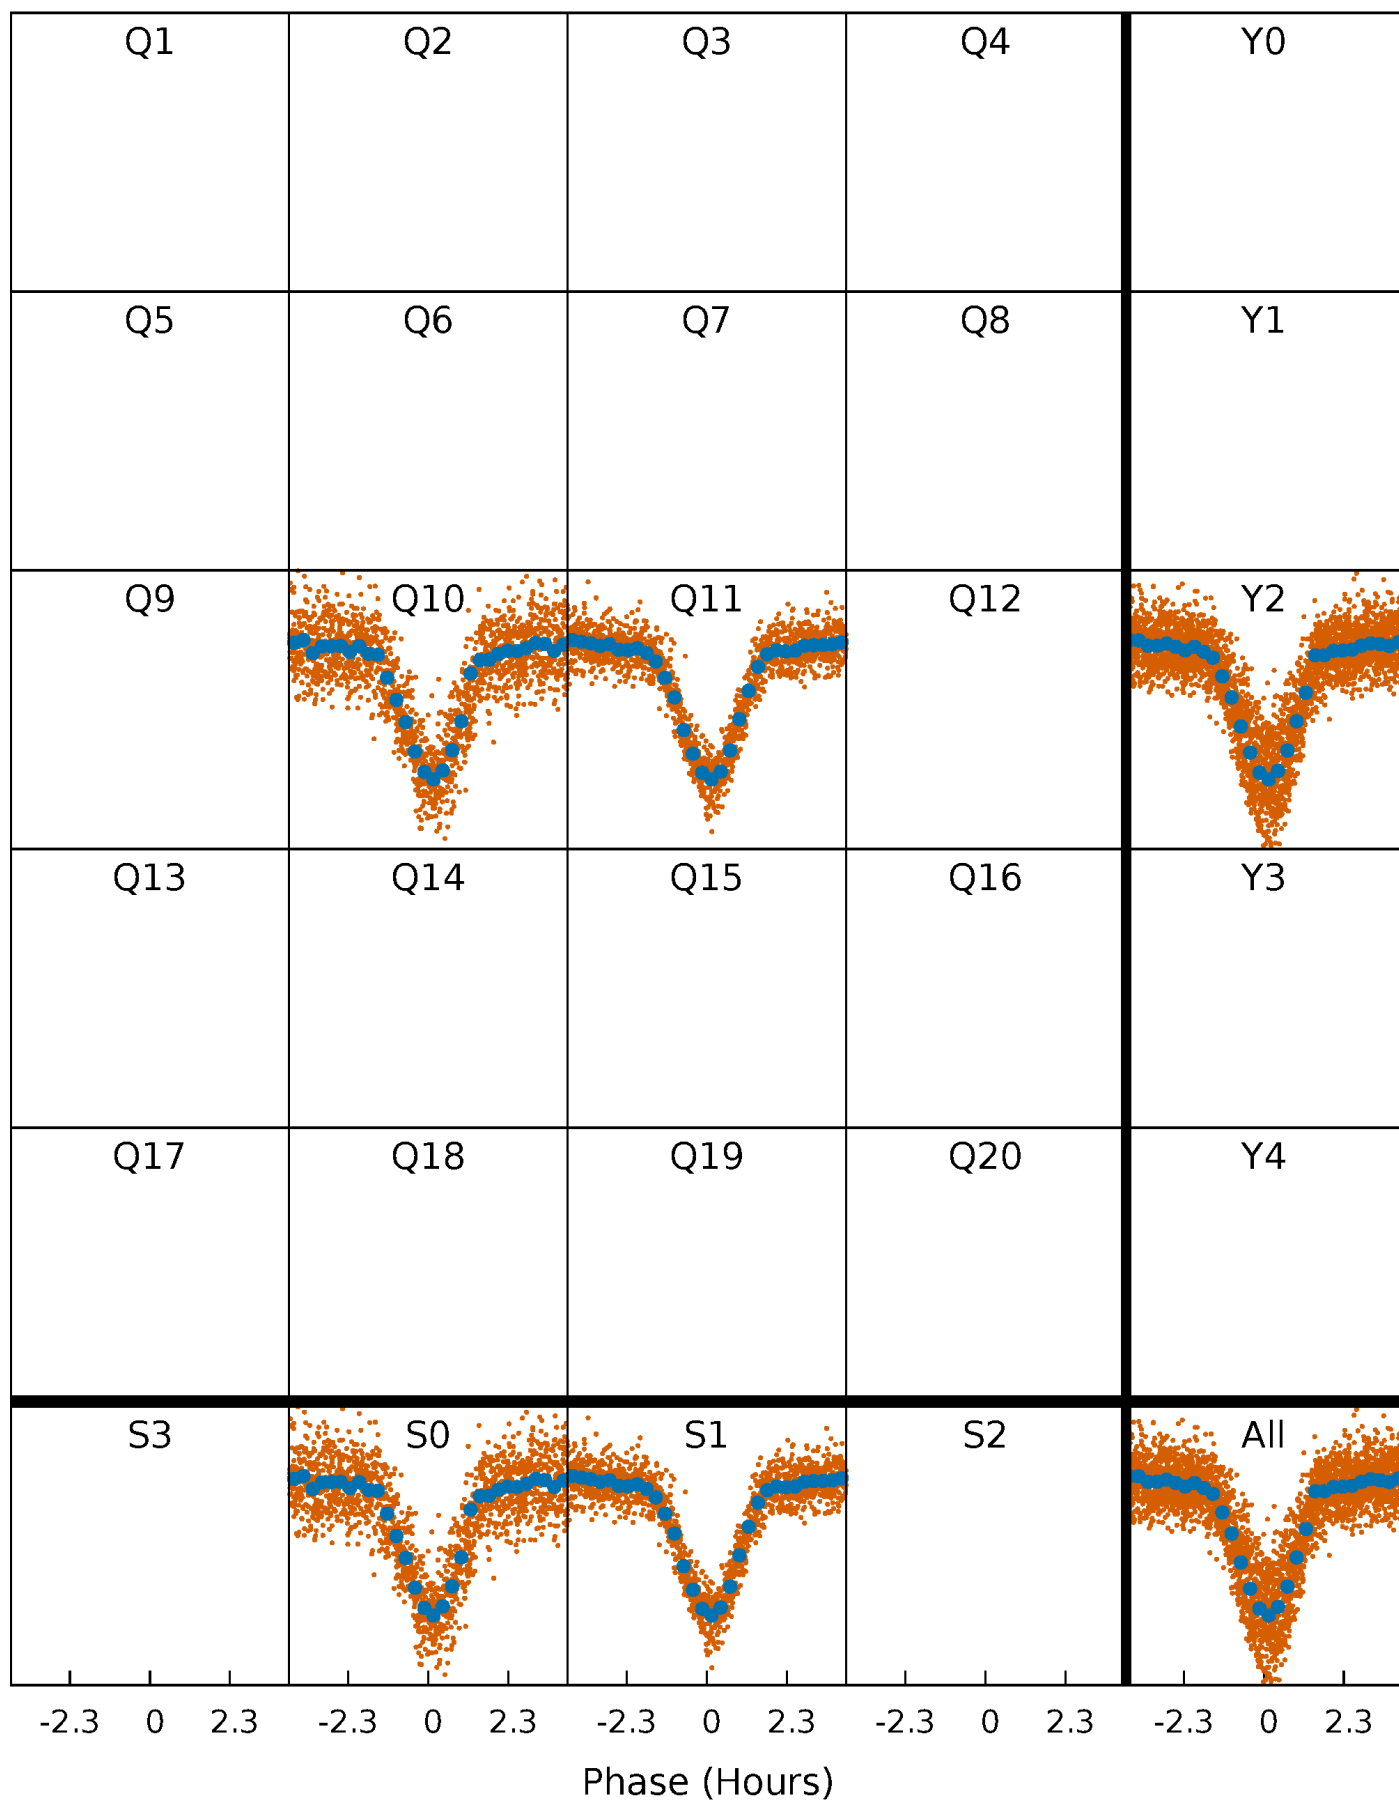 Q1 Q2 Q3 Q4 Y0
Q5 Q6 Q7 Q8 Y1
Q9 Q10 Q11 Q12 Y2
Q13 Q14 Q15 Q16 Y3
Q17 Q18 Q19 Q20 Y4
S3 S0 S1 S2 All
-2.3 0 2.3 -2.3 0 2.3 -2.3 0 2.3 -2.3 0 2.3 -2.3 0 2.3
Phase (Hours)